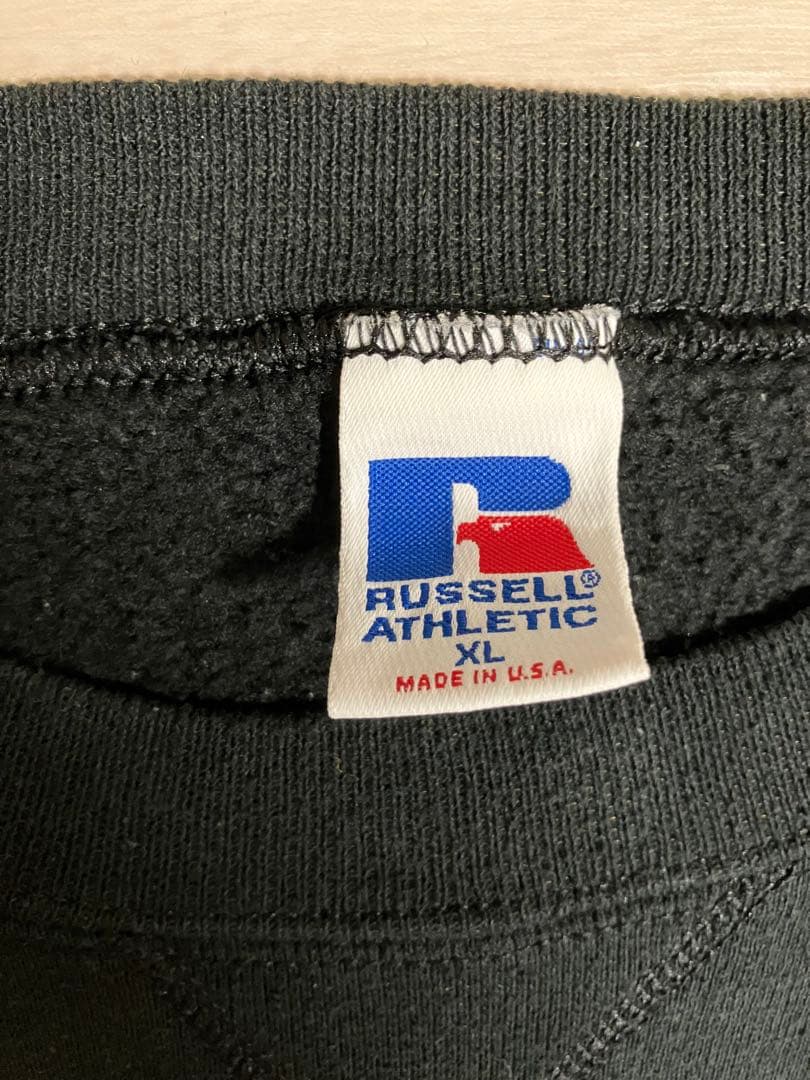 R
RUSSELL®
ATHLETIC
XL
MADE IN U.S.A.